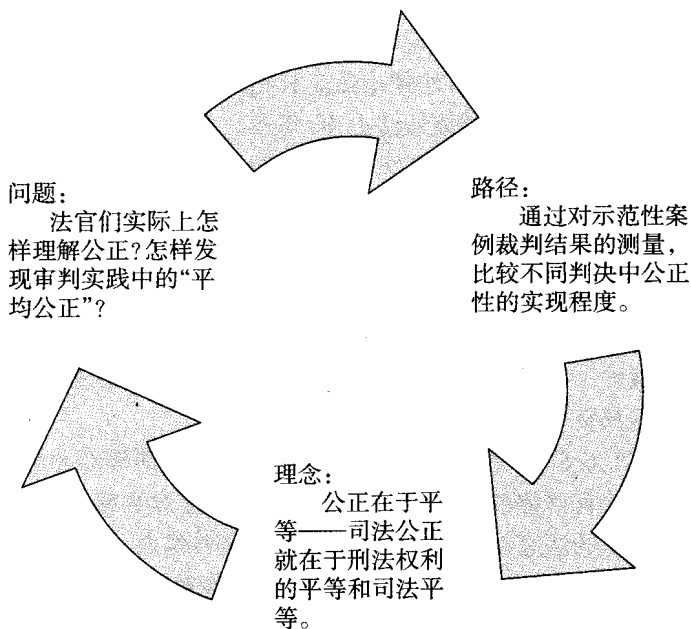 问题：
法官们实际上怎
样理解公正?怎样发
现审判实践中的“平
均公正”?
路径：
通过对示范性案
例裁判结果的测量，
比较不同判决中公正
性的实现程度。
理念：
公正在于平
等——司法公正
就在于刑法权利
的平等和司法平
等。